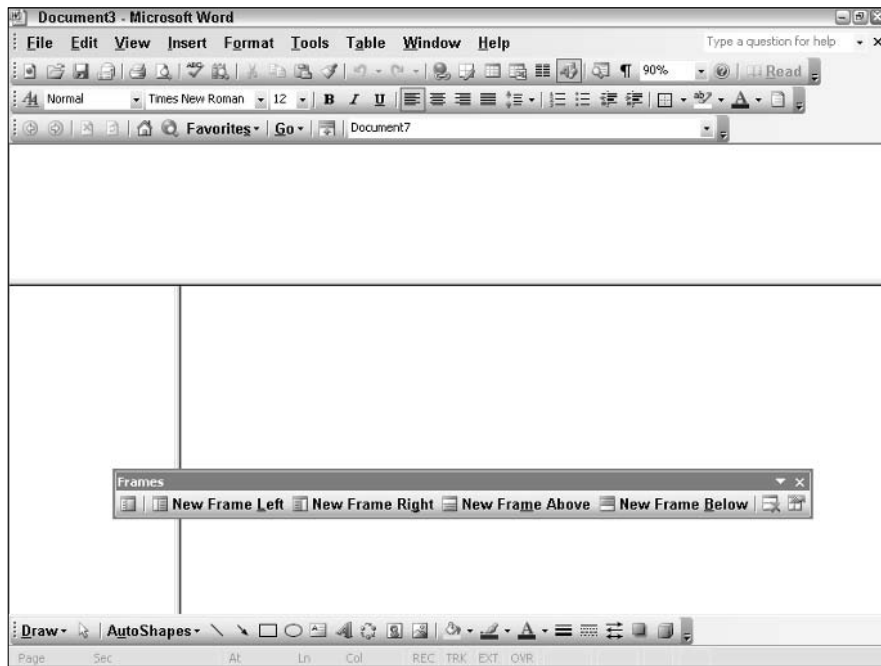 Document3 - Microsoft Word
File Edit View Insert Format Tools Table Window Help Type a question for help
90% Read
Normal Times New Roman 12 B I U A
Favorites Go Document7
Frames
New Frame Left New Frame Right New Frame Above New Frame Below
Draw AutoShapes A
Page Sec At Ln Col REC TRK EXT OVR